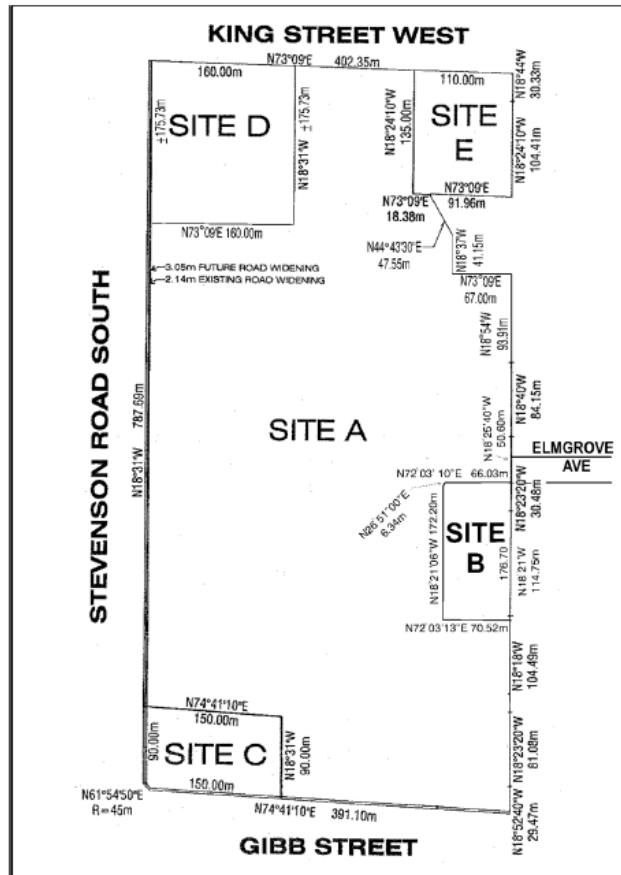 KING STREET WEST
N73°09'E 402.35m
160.00m
110.00m
N18°44'W
30.33m
±175.73m
SITE D
N18°31'W ±175.73m
N18°24'10"W
135.00m
SITE
E
N18°24'10"W
104.41m
N73°09'E
91.96m
N73°09'E
18.38m
N73°09'E 160.00m
N44°43'30"E
47.55m
N18°37'W
41.15m
3.05m FUTURE ROAD WIDENING
2.14m EXISTING ROAD WIDENING
N73°09'E
67.00m
N18°54'W
93.91m
STEVENSON ROAD SOUTH
787.69m
N18°31'W
SITE A
N18°40'W
84.15m
N18°25'40"W
50.60m
ELMGROVE
AVE
N72°03'10"E 66.03m
N26°51'00"E
6.34m
N18°23'20"W
30.48m
N18°21'06"W 172.20m
SITE
B
176.70
N18°21'W
114.75m
N72°03'13"E 70.52m
N18°18'W
104.49m
N74°41'10"E
150.00m
90.00m
SITE C
N18°31'W
90.00m
N18°23'20"W
81.08m
150.00m
N61°54'50"E
R=45m
N74°41'10"E 391.10m
N18°52'40"W
29.47m
GIBB STREET